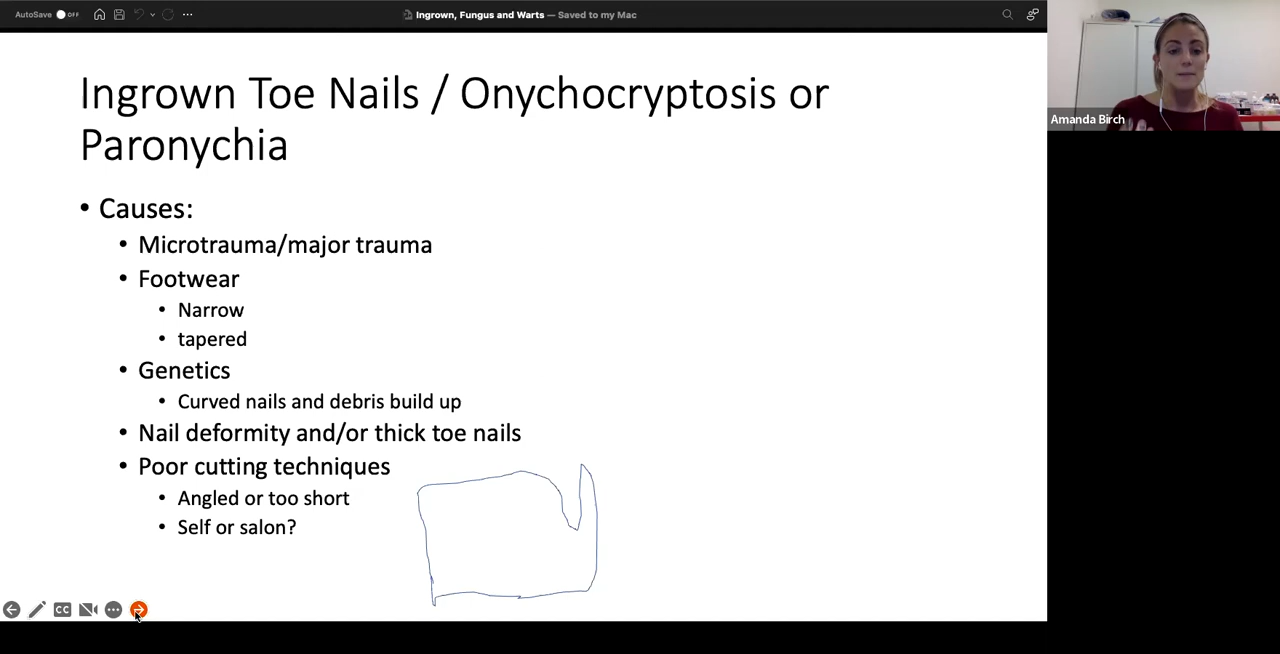 AutoSave OFF
Ingrown, Fungus and Warts — Saved to my Mac
Amanda Birch
Ingrown Toe Nails / Onychocryptosis or
Paronychia
• Causes:
• Microtrauma/major trauma
• Footwear
• Narrow
• tapered
• Genetics
• Curved nails and debris build up
• Nail deformity and/or thick toe nails
• Poor cutting techniques
• Angled or too short
• Self or salon?
CC